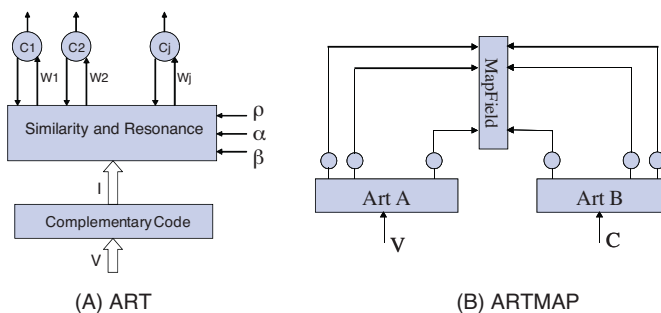 C1
C2
Cj
W1
W2
Wj
Similarity and Resonance
ρ
α
β
I
Complementary Code
V
(A) ART
MapField
Art A
Art B
V
C
(B) ARTMAP